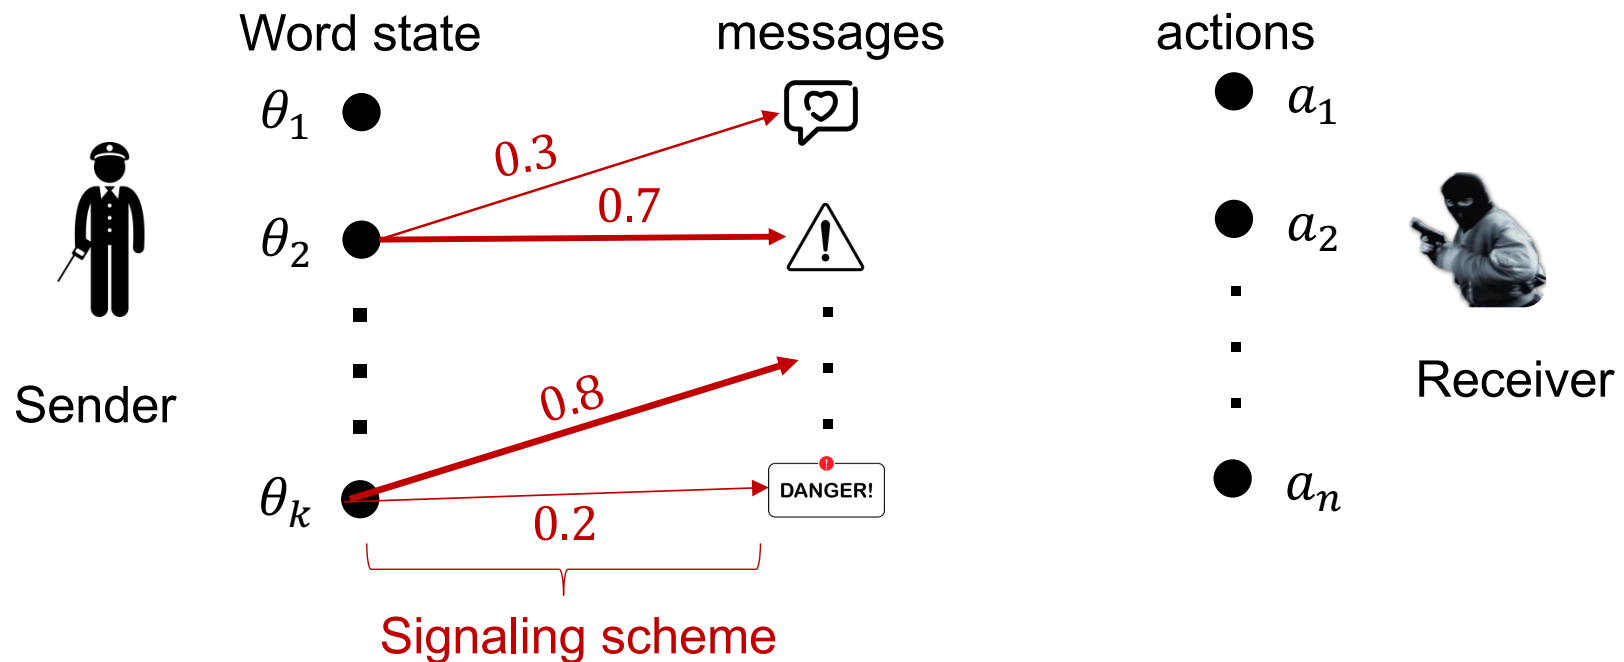 Word state messages actions
θ₁ a₁
0.3
0.7
θ₂ a₂
!
Sender Receiver
0.8
!
DANGER!
θₖ aₙ
0.2
Signaling scheme